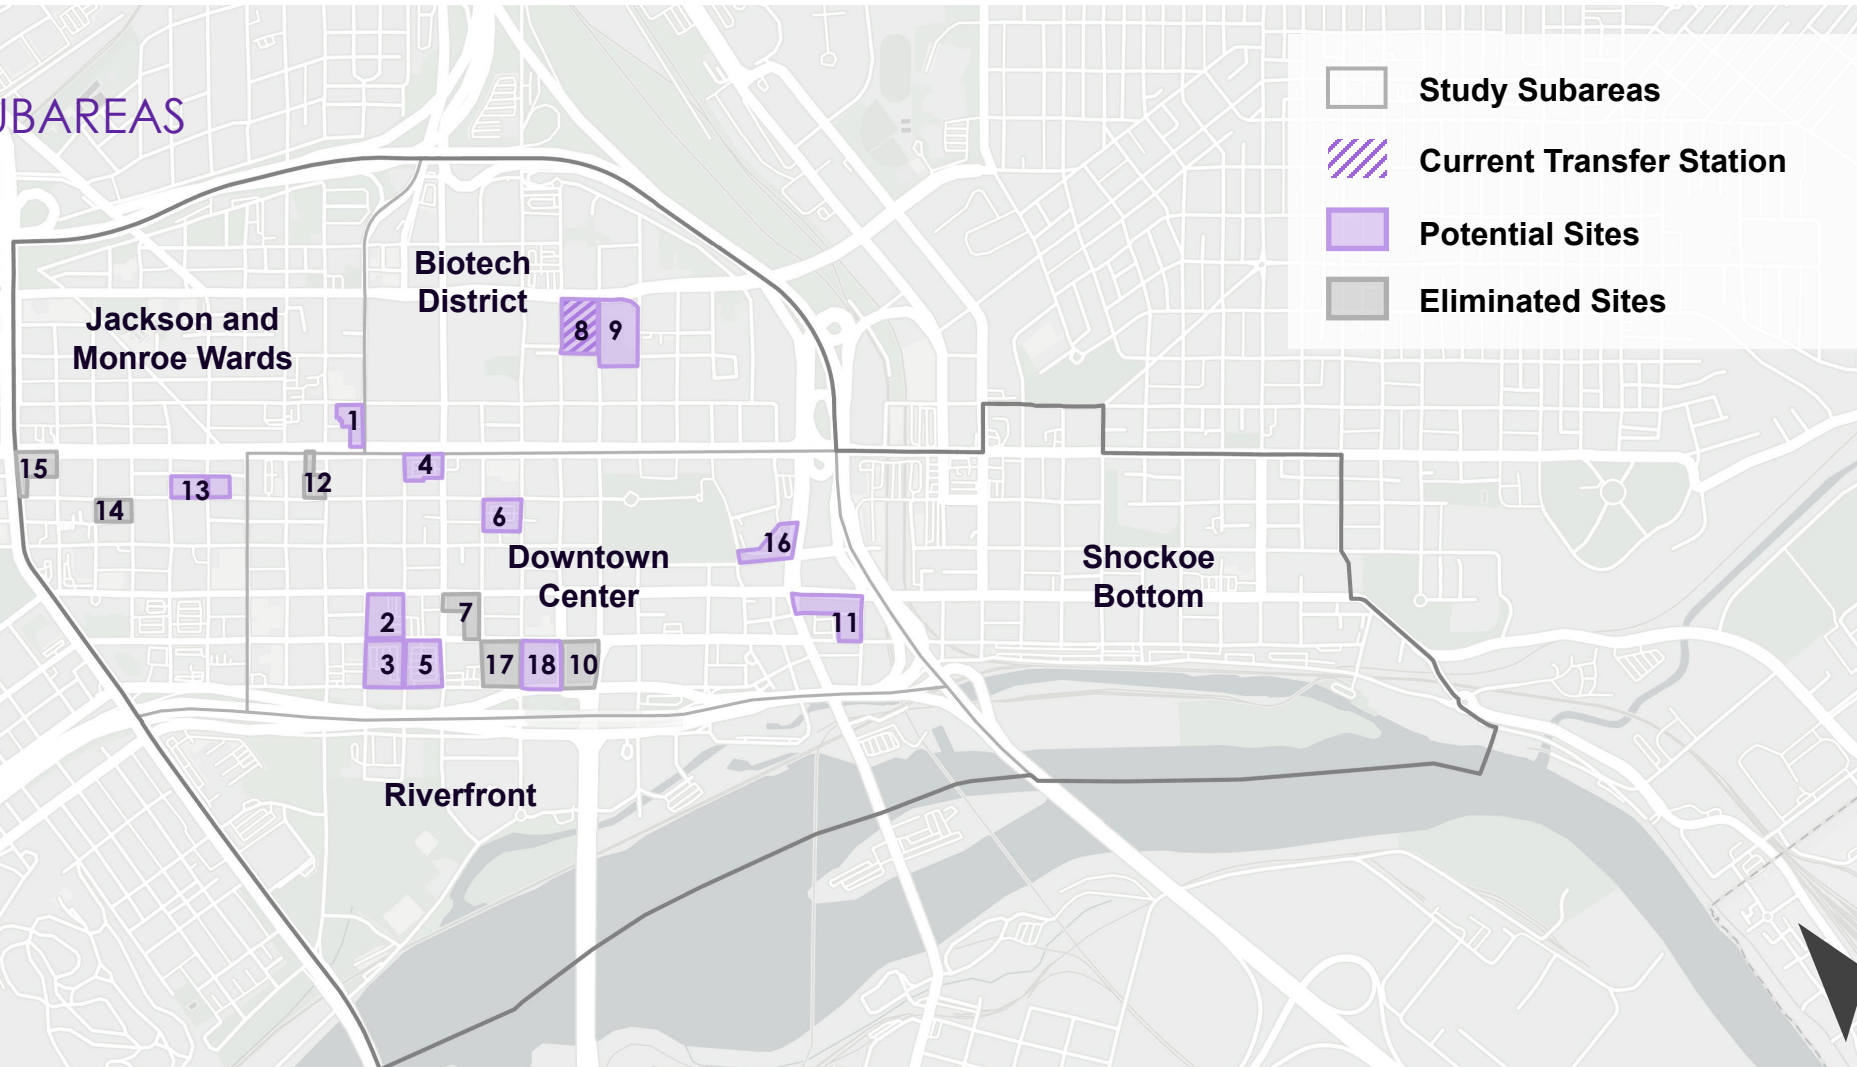 UBAREAS
Study Subareas
Current Transfer Station
Potential Sites
Eliminated Sites
Biotech
District
Jackson and
Monroe Wards
8
9
1
15
12
4
13
14
6
16
Downtown
Center
Shockoe
Bottom
2
7
11
3
5
17
18
10
Riverfront